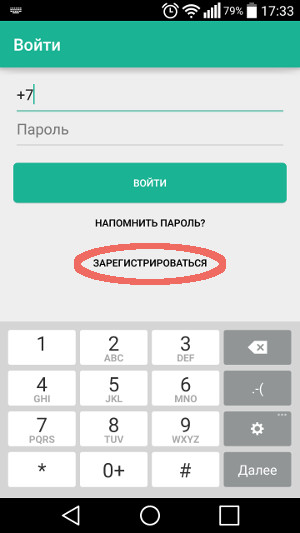 79% 17:33
Войти
+7
Пароль
ВОЙТИ
НАПОМНИТЬ ПАРОЛЬ?
ЗАРЕГИСТРИРОВАТЬСЯ
1 2 ABC 3 DEF
4 GHI 5 JKL 6 MNO .-(
7 PQRS 8 TUV 9 WXYZ
* 0+ # Далее